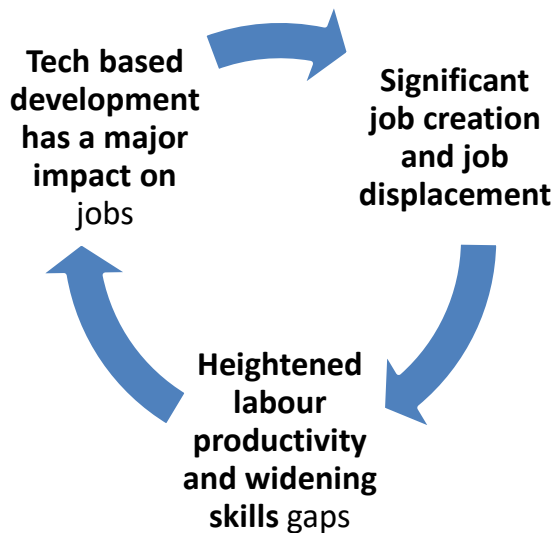 Tech based
development
has a major
impact on
jobs
Significant
job creation
and job
displacement
Heightened
labour
productivity
and widening
skills gaps